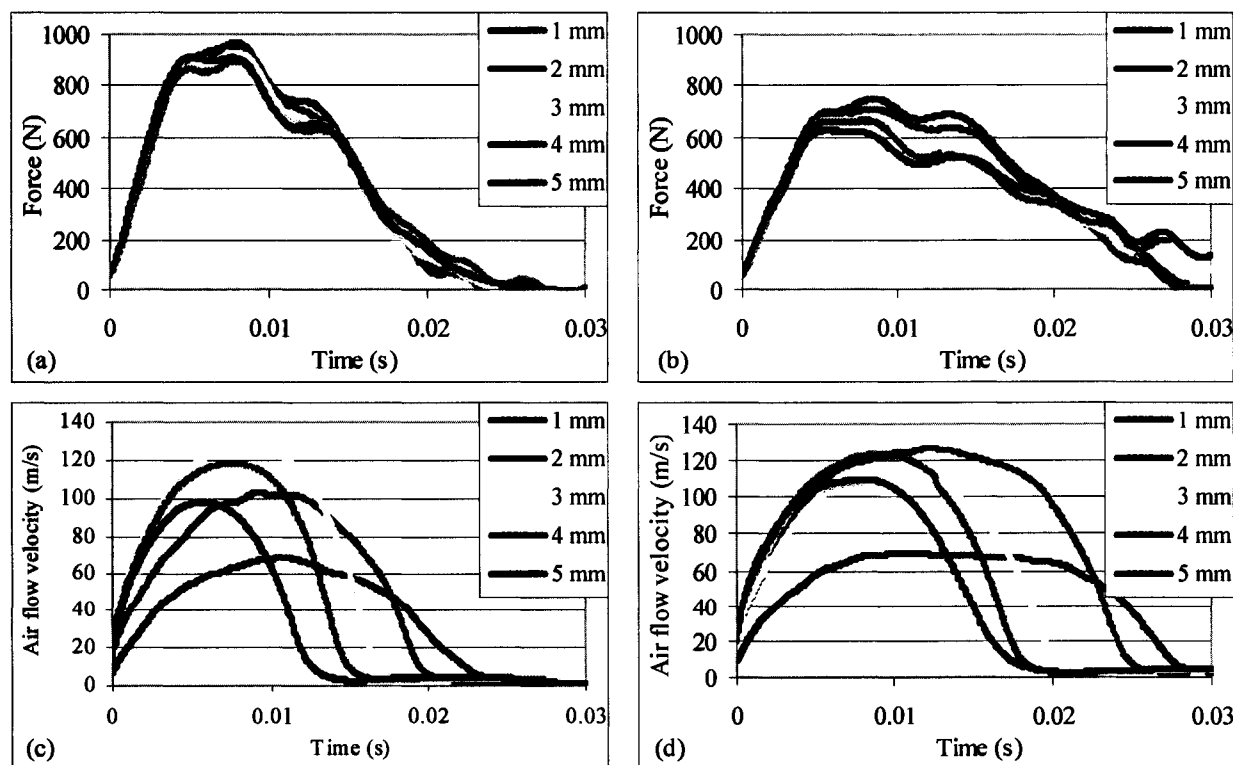 1000
800
600
400
200
0
Force (N)
0 0.01 0.02 0.03
Time (s)
(a)
1 mm
2 mm
3 mm
4 mm
5 mm
1000
800
600
400
200
0
Force (N)
0 0.01 0.02 0.03
Time (s)
(b)
1 mm
2 mm
3 mm
4 mm
5 mm
140
120
100
80
60
40
20
0
Air flow velocity (m/s)
0 0.01 0.02 0.03
Time (s)
(c)
1 mm
2 mm
3 mm
4 mm
5 mm
140
120
100
80
60
40
20
0
Air flow velocity (m/s)
0 0.01 0.02 0.03
Time (s)
(d)
1 mm
2 mm
3 mm
4 mm
5 mm